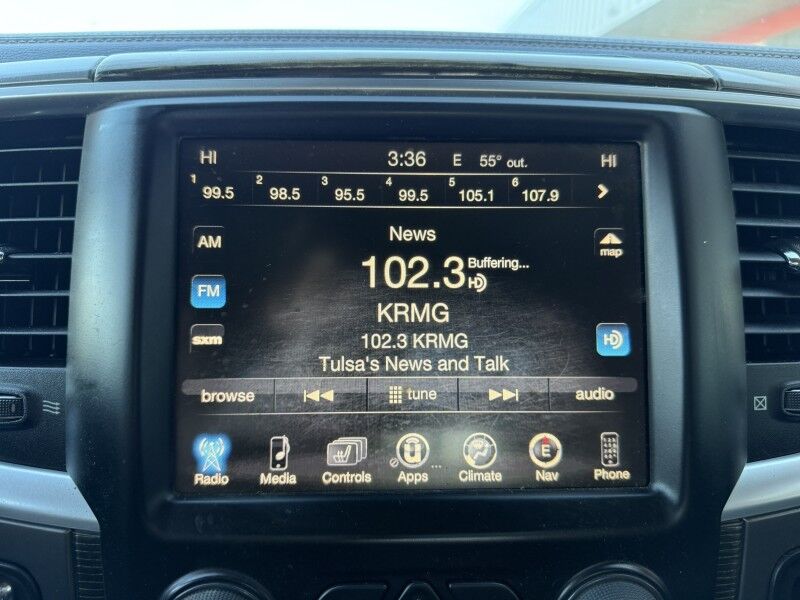 HI 3:36 E 55° out. HI
1 99.5 2 98.5 3 95.5 4 99.5 5 105.1 6 107.9
News
AM
map
102.3 HD Buffering...
FM
KRMG
sxm 102.3 KRMG HD
Tulsa's News and Talk
browse tune audio
Radio Media Controls Apps ... Climate E Nav Phone